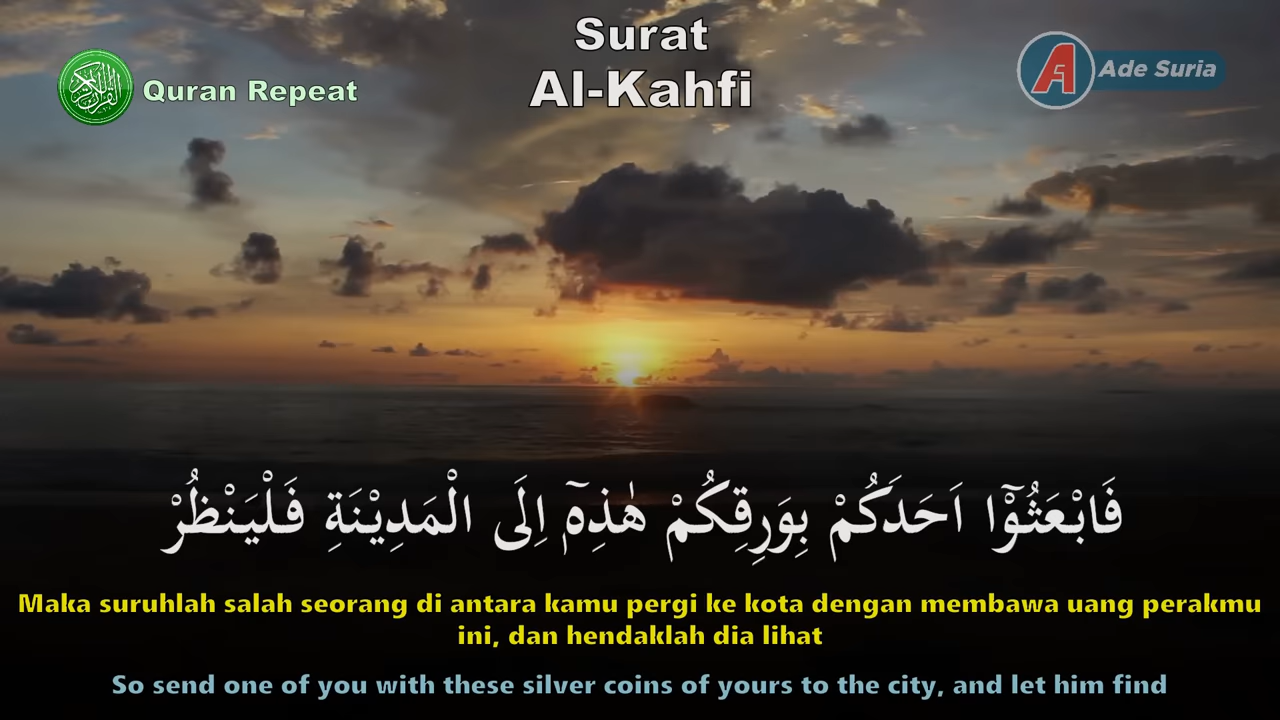 Surat
Al-Kahfi
Quran Repeat
Ade Suria
فَابْعَثُوْٓا اَحَدَكُمْ بِوَرِقِكُمْ هٰذِهٖٓ اِلَى الْمَدِيْنَةِ فَلْيَنْظُرْ
Maka suruhlah salah seorang di antara kamu pergi ke kota dengan membawa uang perakmu
ini, dan hendaklah dia lihat
So send one of you with these silver coins of yours to the city, and let him find